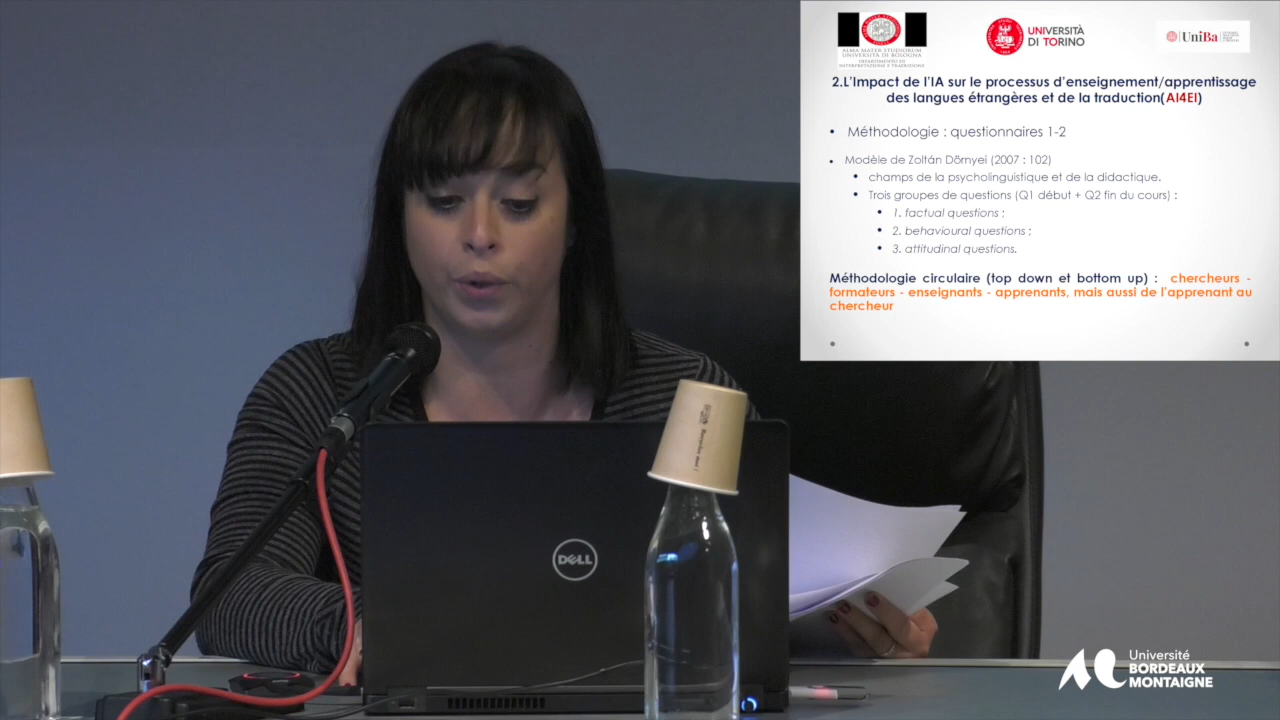 ALMA MATER STUDIORUM
UNIVERSITÀ DI BOLOGNA
DIPARTIMENTO DI
INTERPRETAZIONE E TRADUZIONE
UNIVERSITÀ
DI TORINO
UniBa
2.L'Impact de l'IA sur le processus d'enseignement/apprentissage
des langues étrangères et de la traduction(AI4EI)
• Méthodologie : questionnaires 1-2
• Modèle de Zoltán Dörnyei (2007 : 102)
• champs de la psycholinguistique et de la didactique.
• Trois groupes de questions (Q1 début + Q2 fin du cours) :
• 1. factual questions ;
• 2. behavioural questions ;
• 3. attitudinal questions.
Méthodologie circulaire (top down et bottom up) : chercheurs -
formateurs - enseignants - apprenants, mais aussi de l'apprenant au
chercheur
DELL
Université
BORDEAUX
MONTAIGNE